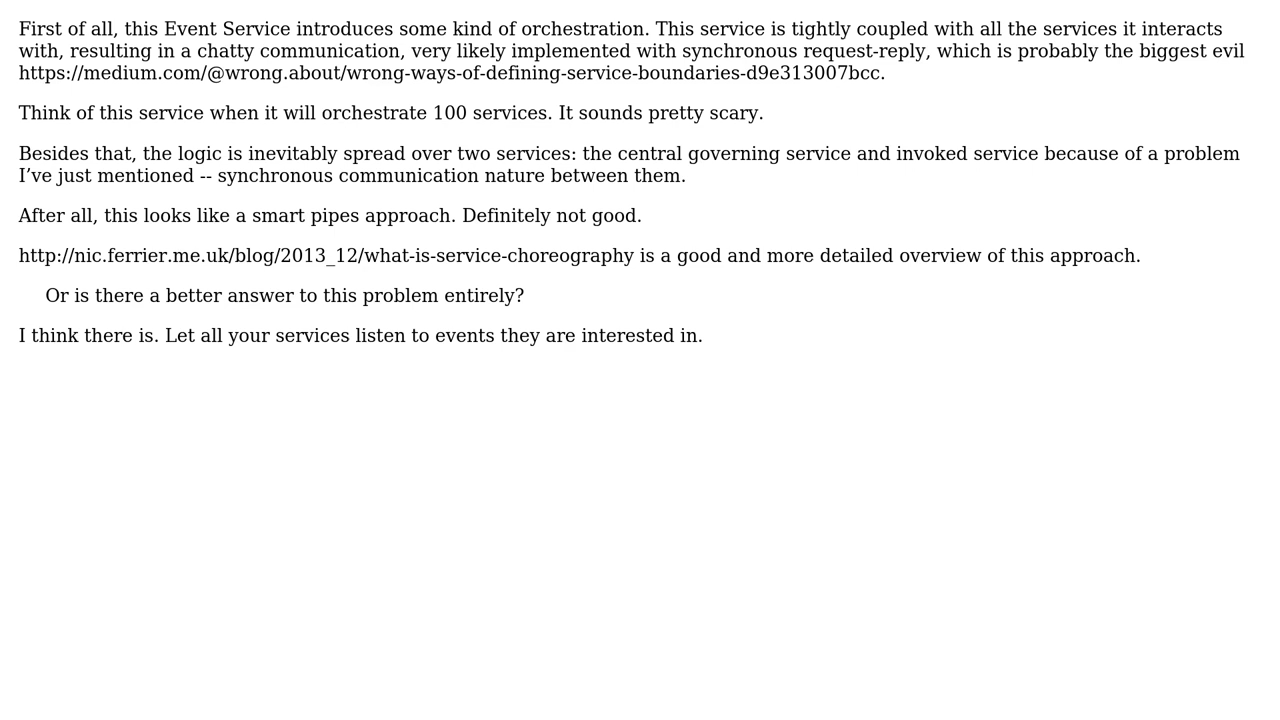 First of all, this Event Service introduces some kind of orchestration. This service is tightly coupled with all the services it interacts
with, resulting in a chatty communication, very likely implemented with synchronous request-reply, which is probably the biggest evil
https://medium.com/@wrong.about/wrong-ways-of-defining-service-boundaries-d9e313007bcc.
Think of this service when it will orchestrate 100 services. It sounds pretty scary.
Besides that, the logic is inevitably spread over two services: the central governing service and invoked service because of a problem
I’ve just mentioned -- synchronous communication nature between them.
After all, this looks like a smart pipes approach. Definitely not good.
http://nic.ferrier.me.uk/blog/2013_12/what-is-service-choreography is a good and more detailed overview of this approach.
Or is there a better answer to this problem entirely?
I think there is. Let all your services listen to events they are interested in.